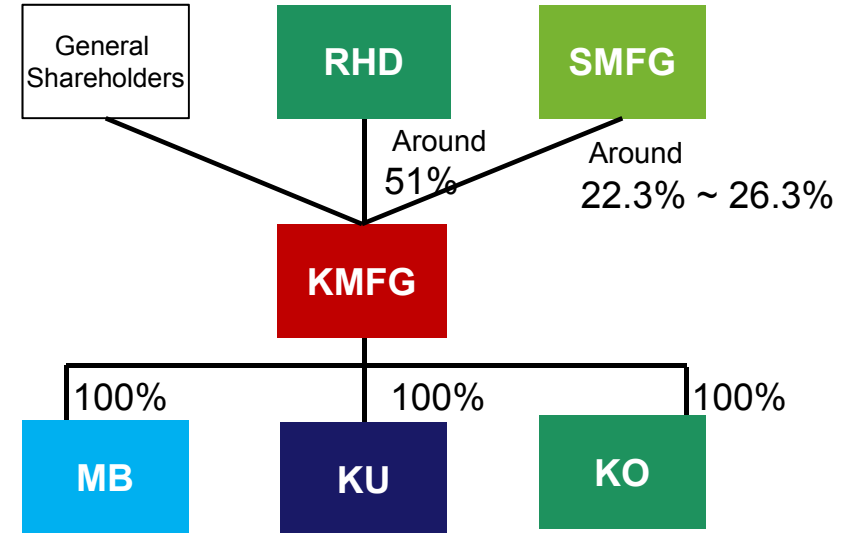 General
Shareholders
RHD
SMFG
Around
51%
Around
22.3% ~ 26.3%
KMFG
100%
100%
100%
MB
KU
KO